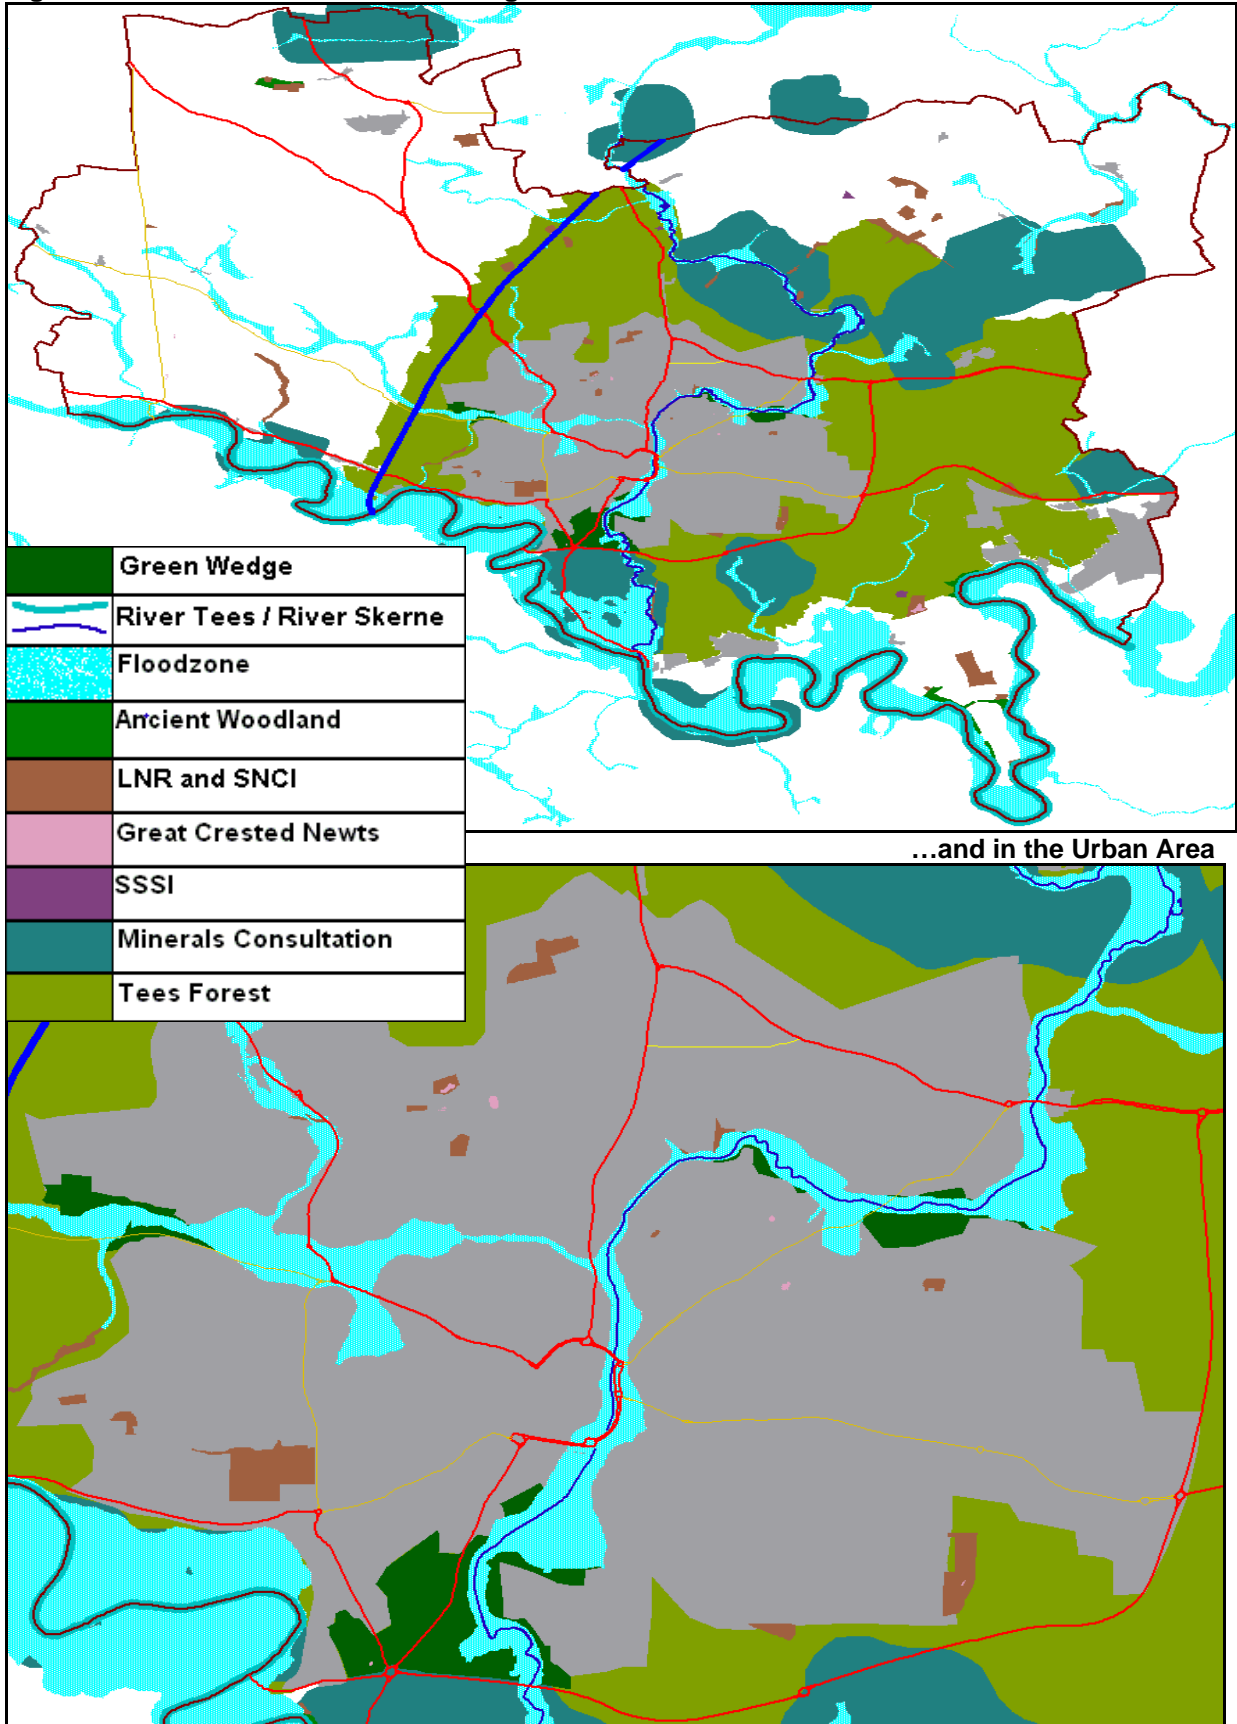 Green Wedge
River Tees / River Skerne
Floodzone
Ancient Woodland
LNR and SNCI
Great Crested Newts
SSSI
Minerals Consultation
Tees Forest
…and in the Urban Area